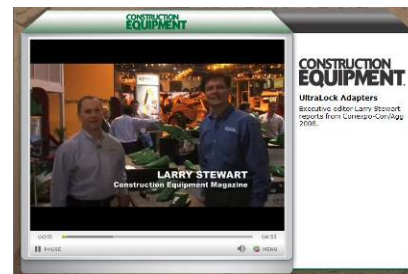 CONSTRUCTION
EQUIPMENT
LARRY STEWART
Construction Equipment Magazine
PAUSE
MENU
CONSTRUCTION
EQUIPMENT
UltraLock Adapters
Executive editor Larry Stewart
reports from Conexpo-Con/Agg
2008.